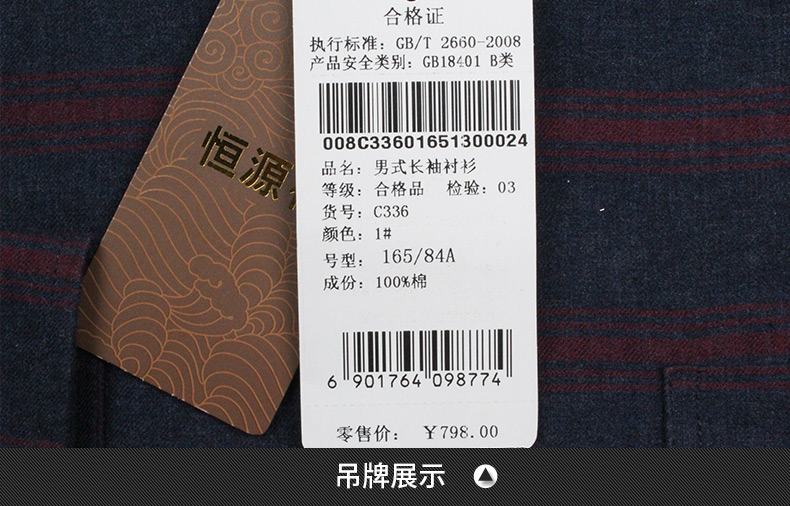 合格证
执行标准：GB/T 2660-2008
产品安全类别：GB18401 B类
008C33601651300024
品名：男式长袖衬衫
等级：合格品 检验：03
货号：C336
颜色：1#
号型：165/84A
成份：100%棉
6 901764 098774
零售价：￥798.00
恒源
吊牌展示